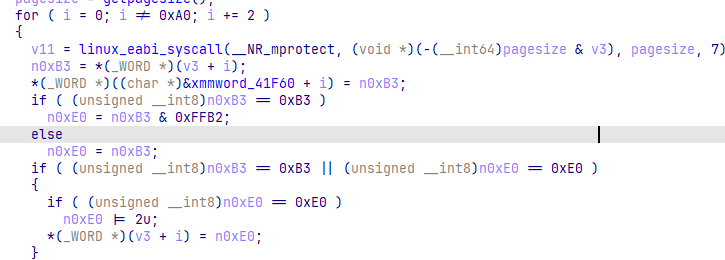 pagesize = getpagesize();
for ( i = 0; i ≠ 0xA0; i += 2 )
{
v11 = linux_eabi_syscall(__NR_mprotect, (void *)(-(__int64)pagesize & v3), pagesize, 7)
n0xB3 = *(_WORD *)(v3 + i);
*(_WORD *)((char *)&xmmword_41F60 + i) = n0xB3;
if ( (unsigned __int8)n0xB3 == 0xB3 )
n0xE0 = n0xB3 & 0xFFB2;
else
n0xE0 = n0xB3;
if ( (unsigned __int8)n0xB3 == 0xB3 || (unsigned __int8)n0xE0 == 0xE0 )
{
if ( (unsigned __int8)n0xE0 == 0xE0 )
n0xE0 |= 2u;
*(_WORD *)(v3 + i) = n0xE0;
}